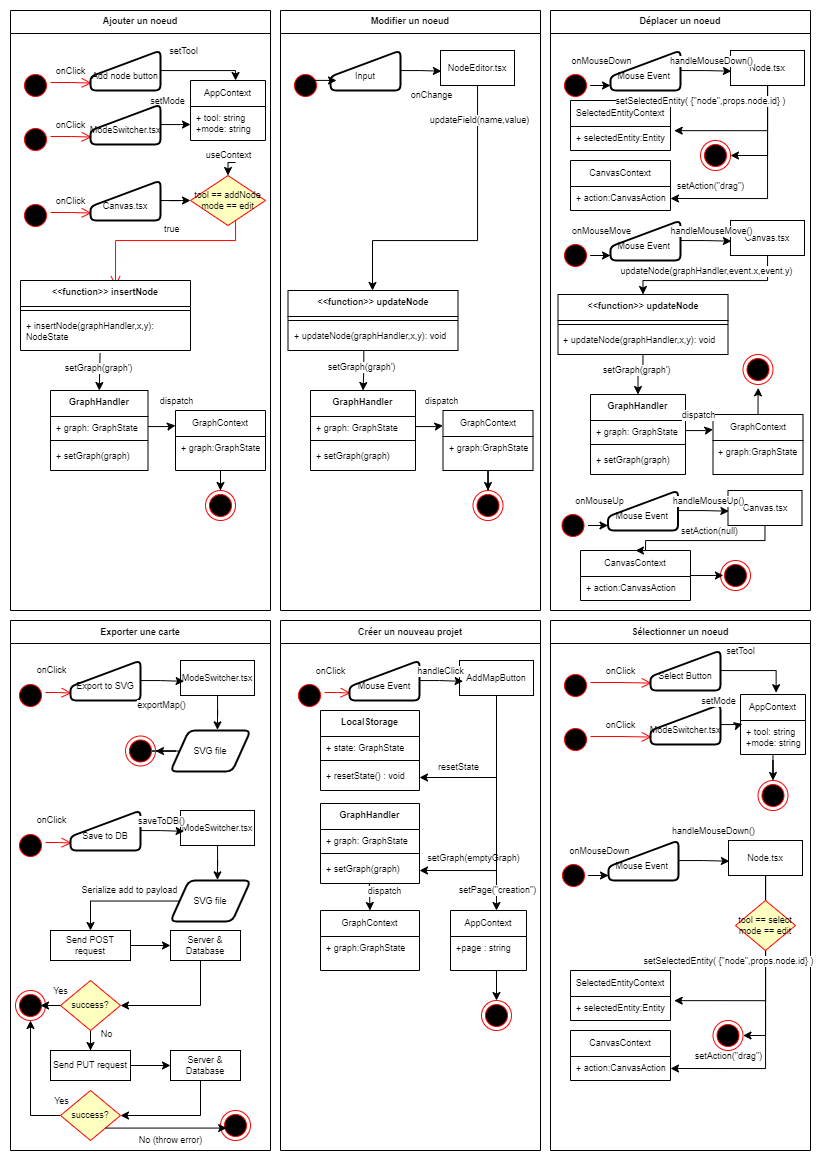 Ajouter un noeud
setTool
onClick
Add node button
AppContext
setMode
+ tool: string
+mode: string
onClick
ModeSwitcher.tsx
useContext
onClick
Canvas.tsx
tool == addNode
mode == edit
true
<<function>> insertNode
+ insertNode(graphHandler,x,y):
NodeState
setGraph(graph')
GraphHandler
+ graph: GraphState
+ setGraph(graph)
dispatch
GraphContext
+ graph:GraphState
Modifier un noeud
Input
NodeEditor.tsx
onChange
updateField(name,value)
<<function>> updateNode
+ updateNode(graphHandler,x,y): void
setGraph(graph')
GraphHandler
+ graph: GraphState
+ setGraph(graph)
dispatch
GraphContext
+ graph:GraphState
Déplacer un noeud
onMouseDown
handleMouseDown()
Mouse Event
Node.tsx
setSelectedEntity( {"node",props.node.id} )
SelectedEntityContext
+ selectedEntity:Entity
CanvasContext
setAction("drag")
+ action:CanvasAction
onMouseMove
handleMouseMove()
Mouse Event
Canvas.tsx
updateNode(graphHandler,event.x,event.y)
<<function>> updateNode
+ updateNode(graphHandler,x,y): void
setGraph(graph')
GraphHandler
+ graph: GraphState
+ setGraph(graph)
dispatch
GraphContext
+ graph:GraphState
onMouseUp
handleMouseUp()
Mouse Event
Canvas.tsx
setAction(null)
CanvasContext
+ action:CanvasAction
Exporter une carte
onClick
Export to SVG
ModeSwitcher.tsx
exportMap()
SVG file
onClick
saveToDB()
Save to DB
ModeSwitcher.tsx
SVG file
Serialize add to payload
Send POST
request
Server &
Database
Yes
success?
No
Send PUT request
Server &
Database
Yes
success?
No (throw error)
Créer un nouveau projet
onClick
handleClick
Mouse Event
AddMapButton
LocalStorage
+ state: GraphState
+ resetState() : void
resetState
GraphHandler
+ graph: GraphState
+ setGraph(graph)
setGraph(emptyGraph)
dispatch
setPage("creation")
GraphContext
+ graph:GraphState
AppContext
+page : string
Sélectionner un noeud
setTool
onClick
Select Button
setMode
AppContext
+ tool: string
+mode: string
onClick
ModeSwitcher.tsx
handleMouseDown()
onMouseDown
Mouse Event
Node.tsx
tool == select
mode == edit
setSelectedEntity( {"node",props.node.id} )
SelectedEntityContext
+ selectedEntity:Entity
CanvasContext
setAction("drag")
+ action:CanvasAction